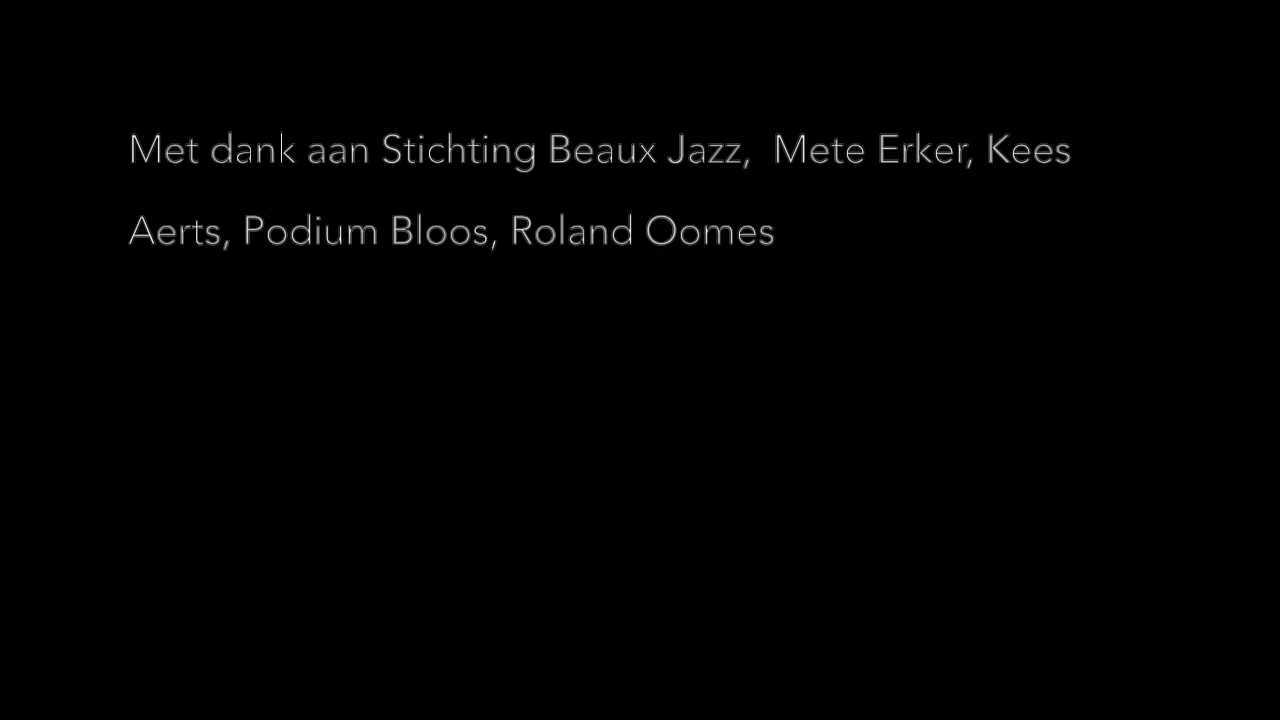 Met dank aan Stichting Beaux Jazz,  Mete Erker, Kees
Aerts, Podium Bloos, Roland Oomes